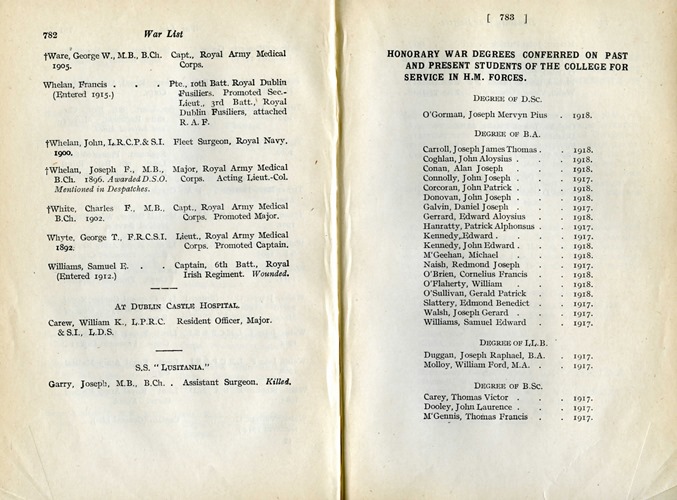 782 War List
†Ware, George W., M.B., B.Ch. Capt., Royal Army Medical
1905. Corps.
Whelan, Francis . . Pte., 10th Batt. Royal Dublin
(Entered 1915.) Fusiliers. Promoted Sec.-
Lieut., 3rd Batt., Royal
Dublin Fusiliers, attached
R. A. F.
†Whelan, John, L.R.C.P. & S.I. Fleet Surgeon, Royal Navy.
1900.
†Whelan, Joseph F., M.B., Major, Royal Army Medical
B.Ch. 1896. Awarded D.S.O. Corps. Acting Lieut.-Col.
Mentioned in Despatches.
†White, Charles F., M.B., Capt., Royal Army Medical
B.Ch. 1902. Corps. Promoted Major.
Whyte, George T., F.R.C.S.I. Lieut., Royal Army Medical
1892. Corps. Promoted Captain.
Williams, Samuel E. . . Captain, 6th Batt., Royal
(Entered 1912.) Irish Regiment. Wounded.
AT DUBLIN CASTLE HOSPITAL.
Carew, William K., L.P.R.C. Resident Officer, Major.
& S.I., L.D.S.
S.S. "LUSITANIA."
Garry, Joseph, M.B., B.Ch. . Assistant Surgeon. Killed.
[ 783 ]
HONORARY WAR DEGREES CONFERRED ON PAST
AND PRESENT STUDENTS OF THE COLLEGE FOR
SERVICE IN H.M. FORCES.
DEGREE OF D.SC.
O'Gorman, Joseph Mervyn Pius . 1918.
DEGREE OF B.A.
Carroll, Joseph James Thomas . . 1918.
Coghlan, John Aloysius . . . 1918.
Conan, Alan Joseph . . . 1918.
Connolly, John Joseph . . . 1917.
Corcoran, John Patrick . . . 1918.
Donovan, John Joseph . . . 1918.
Galvin, Daniel Joseph . . . 1917.
Gerrard, Edward Aloysius . . 1918.
Hanratty, Patrick Alphonsus . . 1917.
Kennedy, Edward . . . . 1917.
Kennedy, John Edward . . . 1918.
M'Geehan, Michael . . . 1918.
Naish, Redmond Joseph . . 1917.
O'Brien, Cornelius Francis . . 1918.
O'Flaherty, William . . . 1918.
O'Sullivan, Gerald Patrick . . 1918.
Slattery, Edmond Benedict . . 1917.
Walsh, Joseph Gerard . . . 1917.
Williams, Samuel Edward . . 1917.
DEGREE OF LL.B.
Duggan, Joseph Raphael, B.A. . 1917.
Molloy, William Ford, M.A. . . 1917.
DEGREE OF B.SC.
Carey, Thomas Victor . . . 1917.
Dooley, John Laurence . . . 1917.
M'Gennis, Thomas Francis . . 1917.